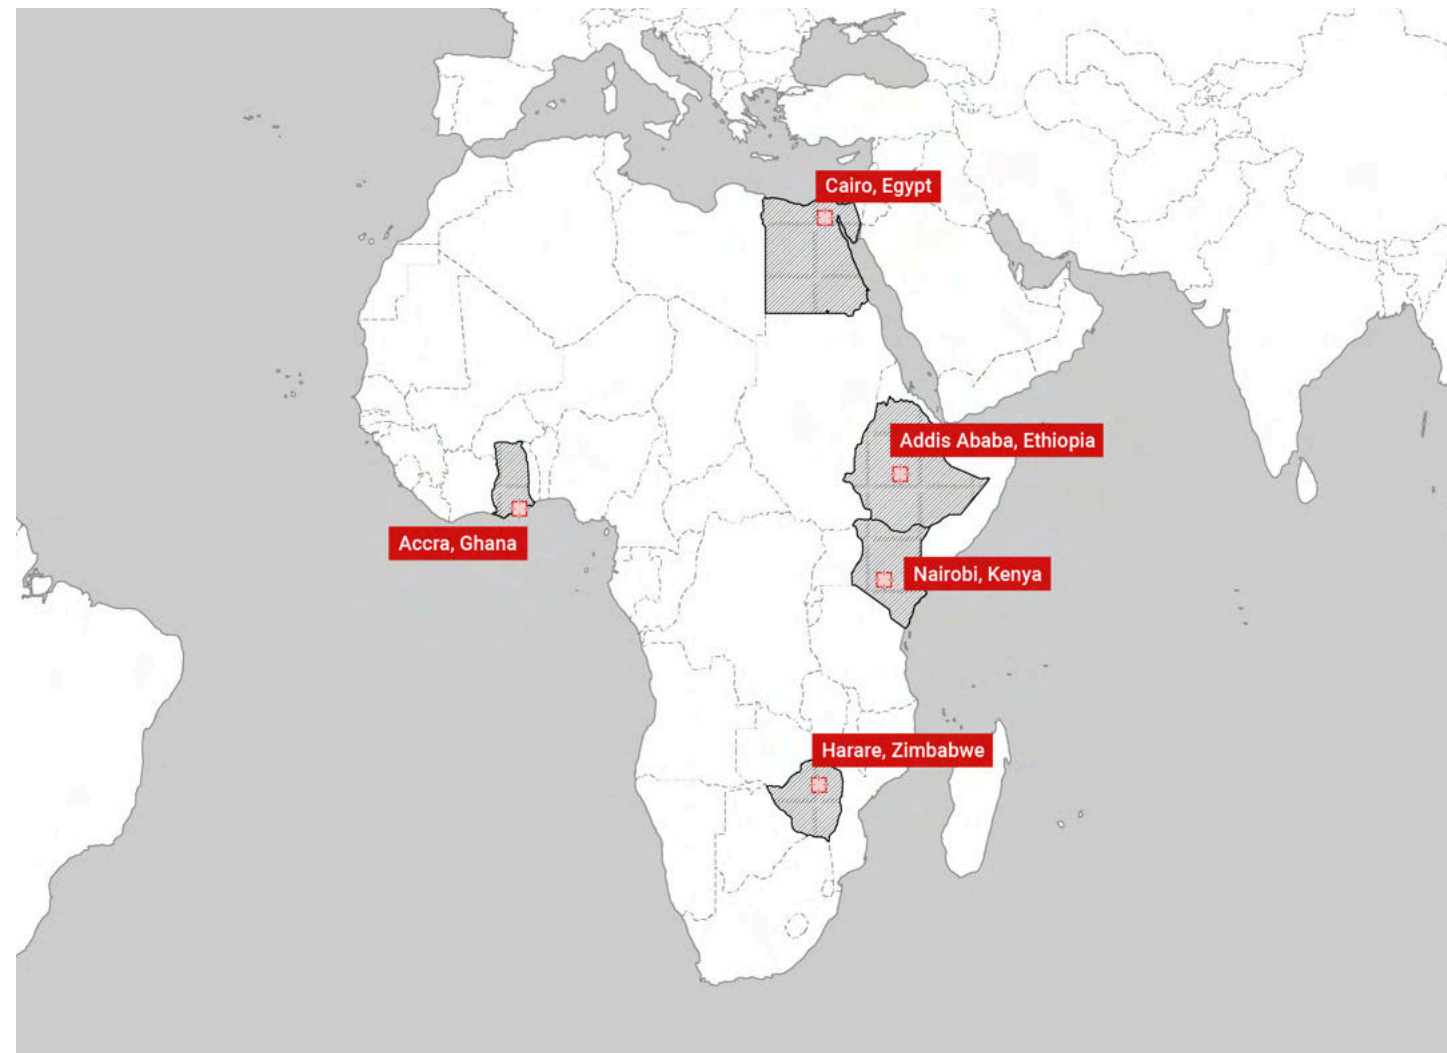 Cairo, Egypt
Addis Ababa, Ethiopia
Accra, Ghana
Nairobi, Kenya
Harare, Zimbabwe